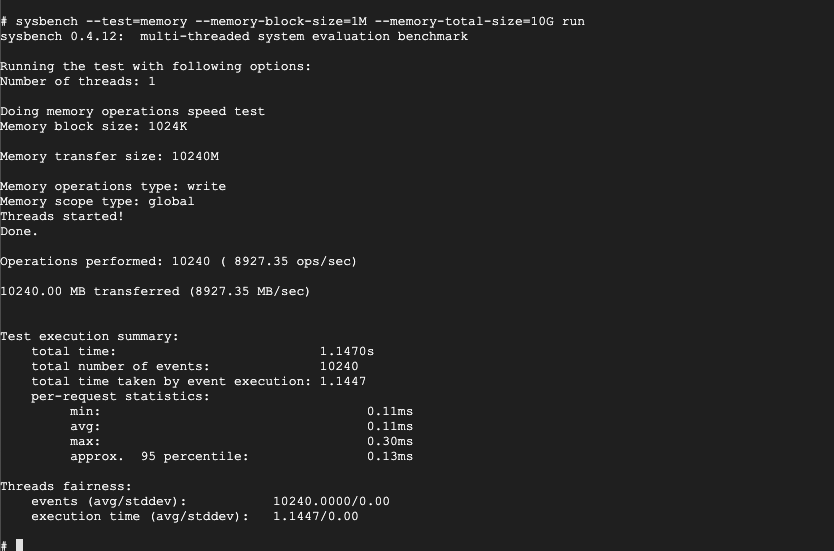 # sysbench --test=memory --memory-block-size=1M --memory-total-size=10G run
sysbench 0.4.12:  multi-threaded system evaluation benchmark

Running the test with following options:
Number of threads: 1

Doing memory operations speed test
Memory block size: 1024K

Memory transfer size: 10240M

Memory operations type: write
Memory scope type: global
Threads started!
Done.

Operations performed: 10240 ( 8927.35 ops/sec)

10240.00 MB transferred (8927.35 MB/sec)


Test execution summary:
    total time:                          1.1470s
    total number of events:              10240
    total time taken by event execution: 1.1447
    per-request statistics:
         min:                                  0.11ms
         avg:                                  0.11ms
         max:                                  0.30ms
         approx.  95 percentile:               0.13ms

Threads fairness:
    events (avg/stddev):           10240.0000/0.00
    execution time (avg/stddev):   1.1447/0.00

#